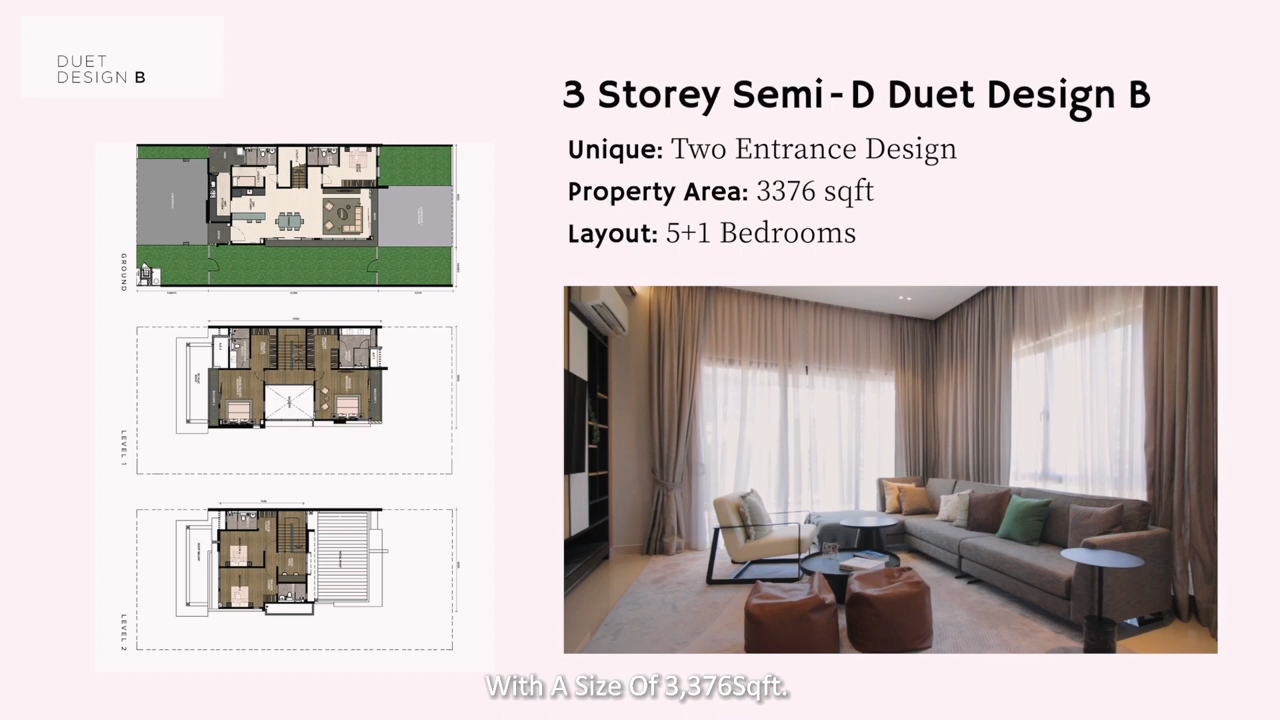 DUET
DESIGN B
3 Storey Semi-D Duet Design B
Unique: Two Entrance Design
Property Area: 3376 sqft
Layout: 5+1 Bedrooms
GROUND
LEVEL 1
LEVEL 2
With A Size Of 3,376Sqft.